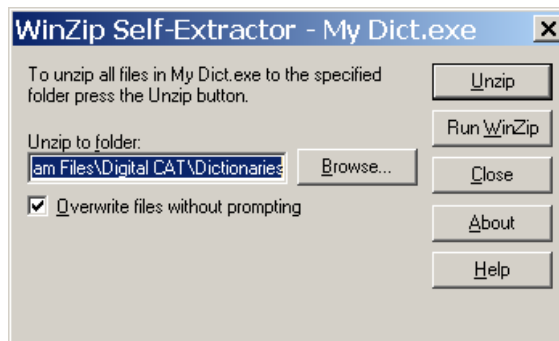 WinZip Self-Extractor - My Dict.exe
To unzip all files in My Dict.exe to the specified
folder press the Unzip button.
Unzip to folder:
am Files\Digital CAT\Dictionaries
Browse...
Overwrite files without prompting
Unzip
Run WinZip
Close
About
Help